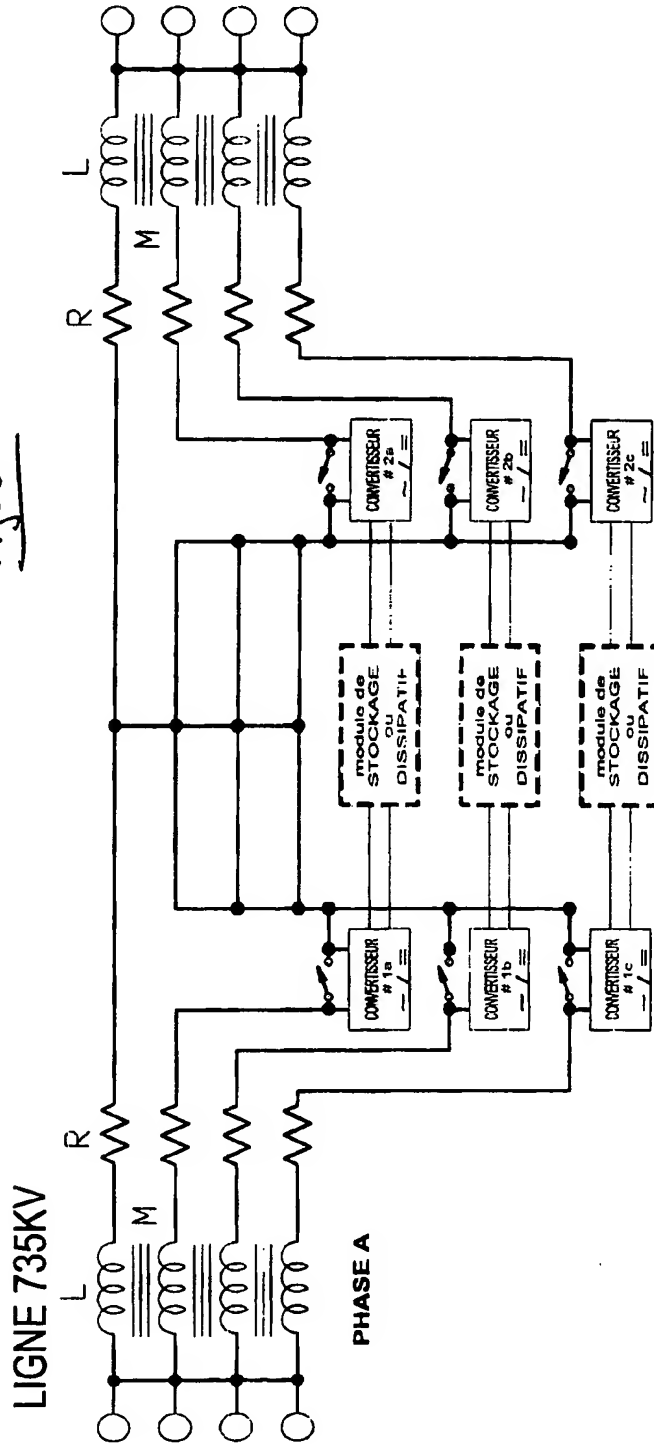 LIGNE 735KV
L
R
R
L
M
M
PHASE A
CONVERTISSEUR
# 1a
~ / =
module de
STOCKAGE
ou
DISSIPATIF
CONVERTISSEUR
# 2a
~ / =
CONVERTISSEUR
# 1b
~ / =
module de
STOCKAGE
ou
DISSIPATIF
CONVERTISSEUR
# 2b
~ / =
CONVERTISSEUR
# 1c
~ / =
module de
STOCKAGE
ou
DISSIPATIF
CONVERTISSEUR
# 2c
~ / =